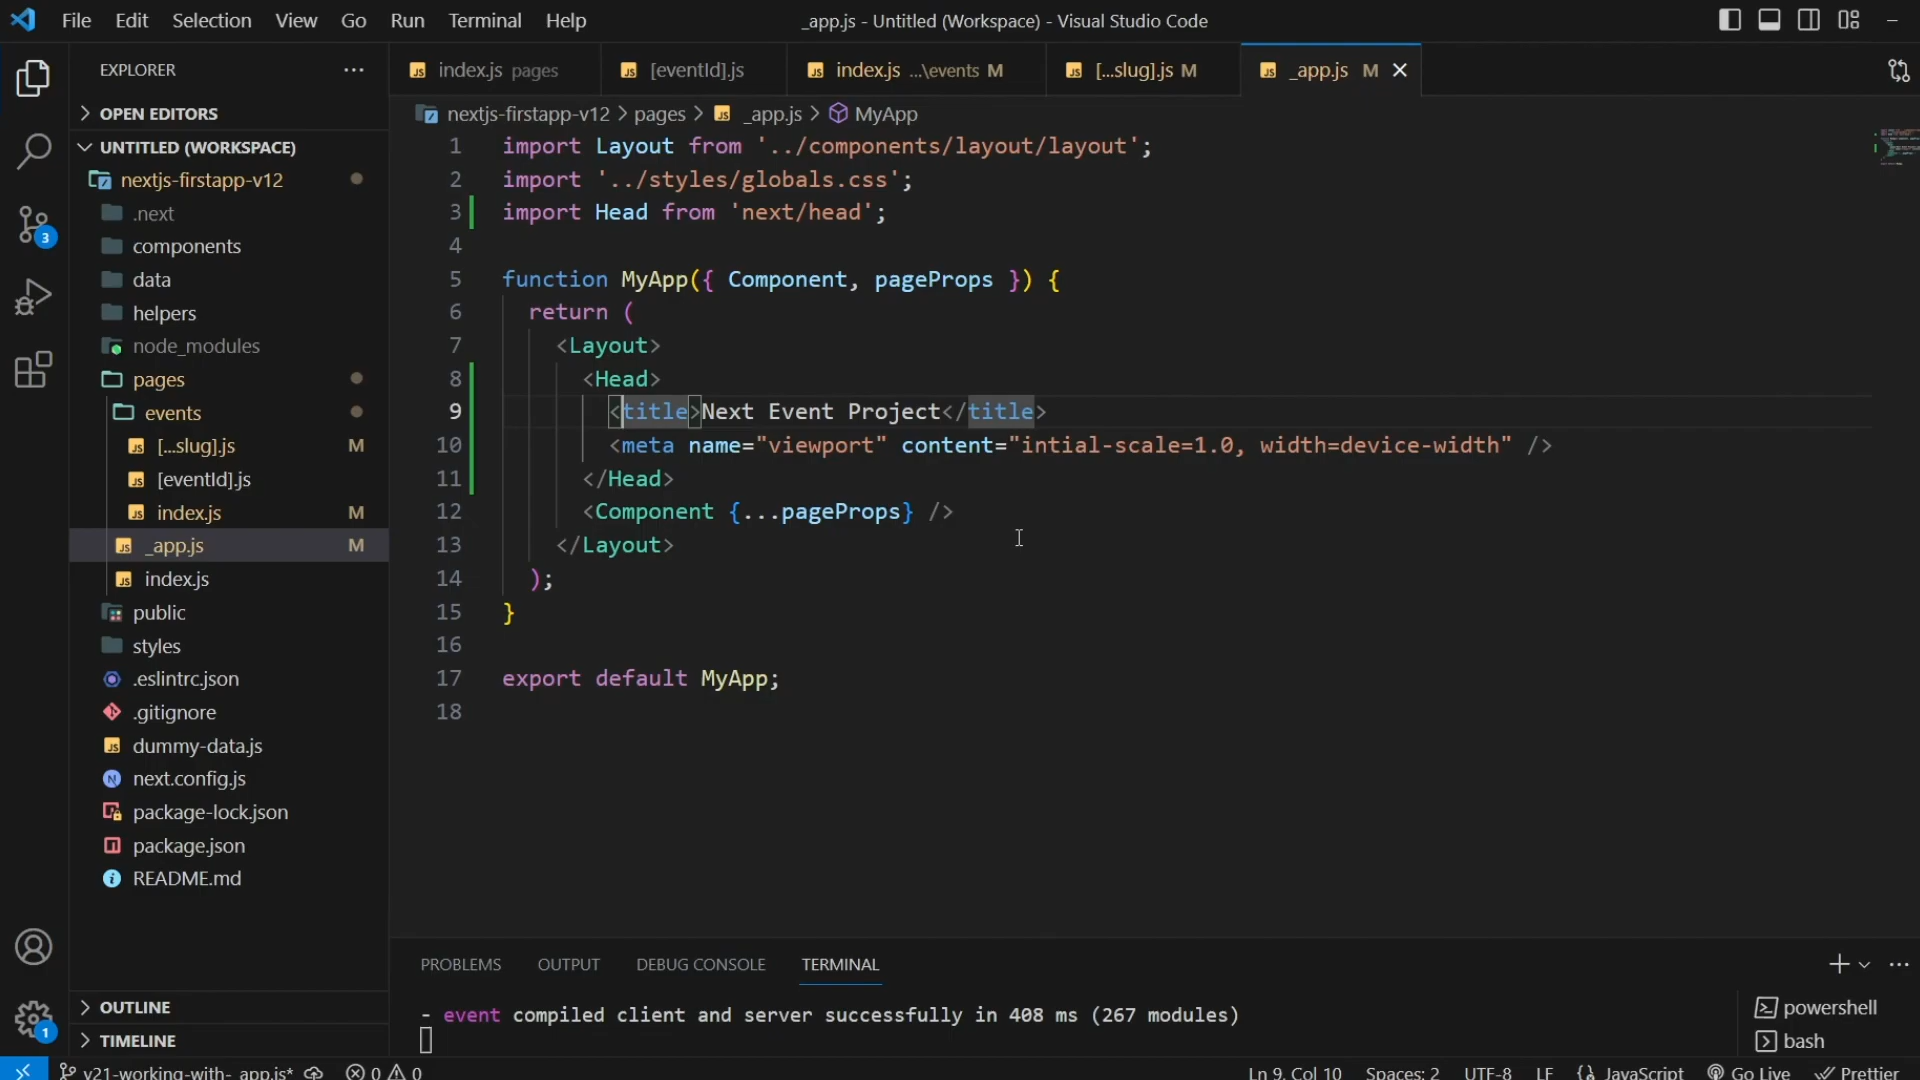 File Edit Selection View Go Run Terminal Help
_app.js - Untitled (Workspace) - Visual Studio Code
EXPLORER
index.js pages
[eventId].js
index.js ...\events M
[...slug].js M
_app.js M
OPEN EDITORS
UNTITLED (WORKSPACE)
nextjs-firstapp-v12
.next
components
data
helpers
node_modules
pages
events
[...slug].js M
[eventId].js
index.js M
_app.js M
index.js
public
styles
.eslintrc.json
.gitignore
dummy-data.js
next.config.js
package-lock.json
package.json
README.md
OUTLINE
TIMELINE
3
1
nextjs-firstapp-v12 > pages > _app.js > MyApp
1 import Layout from '../components/layout/layout';
2 import '../styles/globals.css';
3 import Head from 'next/head';
4
5 function MyApp({ Component, pageProps }) {
6 return (
7 <Layout>
8 <Head>
9 <title>Next Event Project</title>
10 <meta name="viewport" content="intial-scale=1.0, width=device-width" />
11 </Head>
12 <Component {...pageProps} />
13 </Layout>
14 );
15 }
16
17 export default MyApp;
18
PROBLEMS OUTPUT DEBUG CONSOLE TERMINAL
- event compiled client and server successfully in 408 ms (267 modules)
powershell
bash
v21-working-with-_app.js* 0 0
Ln 9, Col 10 Spaces: 2 UTF-8 LF {} JavaScript Go Live Prettier